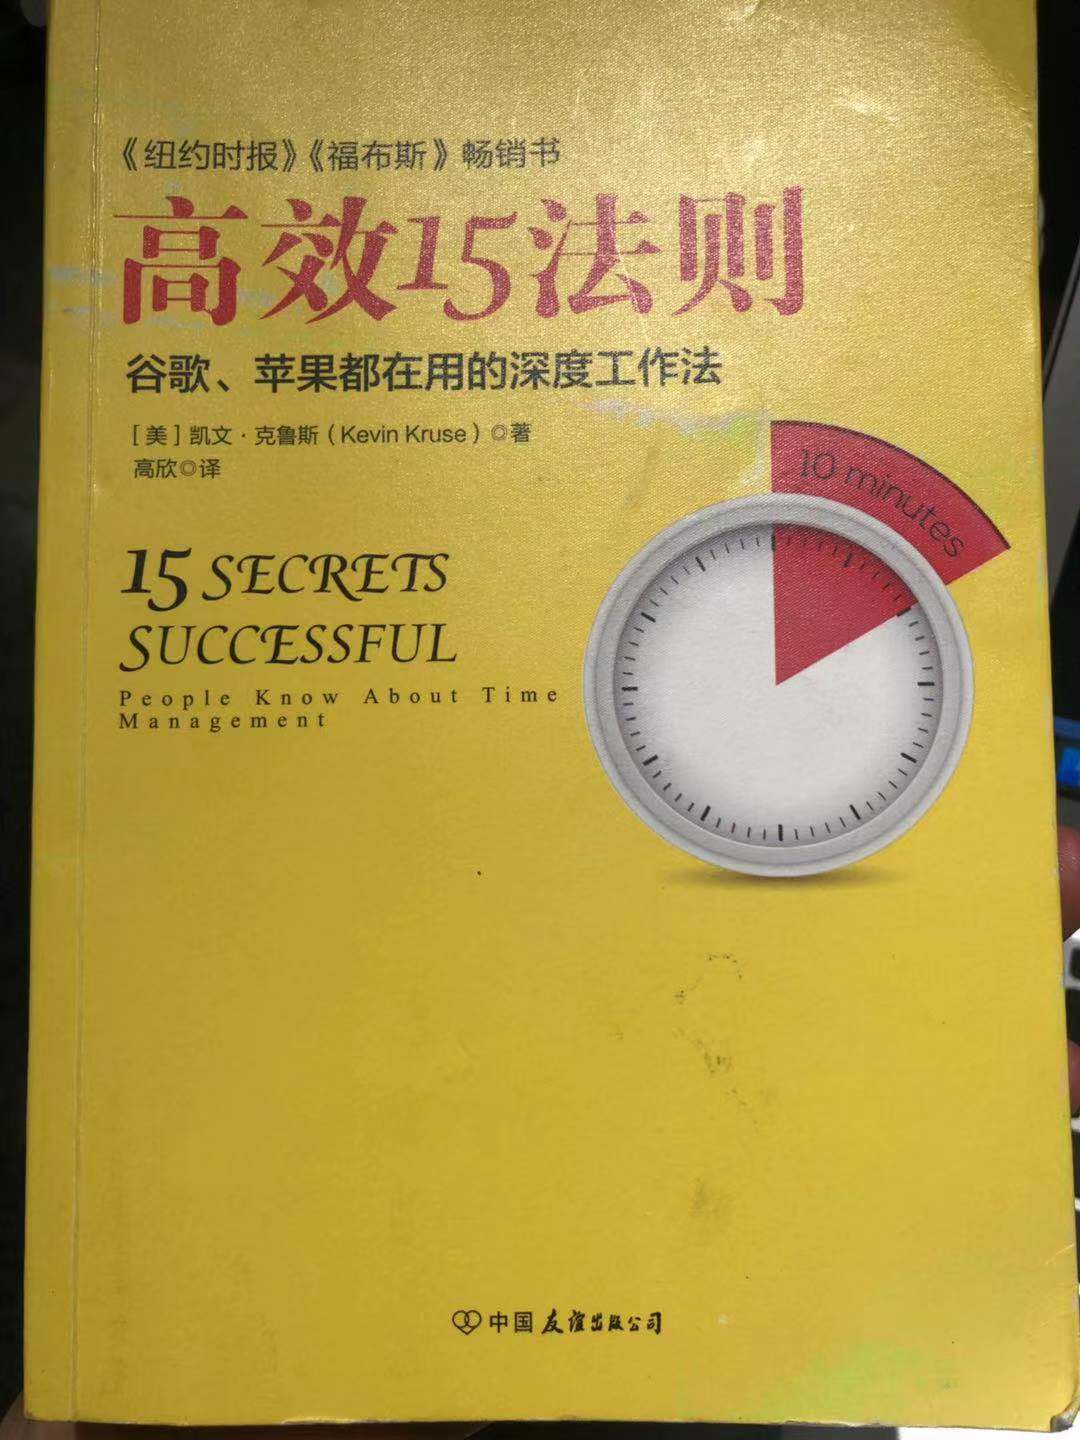 《纽约时报》《福布斯》畅销书
高效15法则
谷歌、苹果都在用的深度工作法
[美]凯文·克鲁斯（Kevin Kruse）◎著
高欣◎译
10 minutes
15 SECRETS
SUCCESSFUL
People Know About Time
Management
中国友谊出版公司